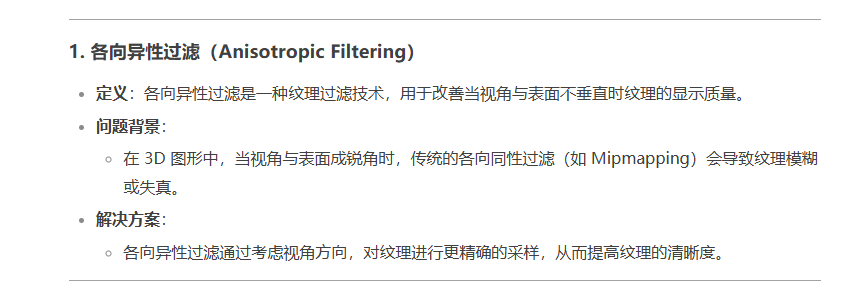 1. 各向异性过滤（Anisotropic Filtering）
定义：各向异性过滤是一种纹理过滤技术，用于改善当视角与表面不垂直时纹理的显示质量。
问题背景：
在 3D 图形中，当视角与表面成锐角时，传统的各向同性过滤（如 Mipmapping）会导致纹理模糊
或失真。
解决方案：
各向异性过滤通过考虑视角方向，对纹理进行更精确的采样，从而提高纹理的清晰度。